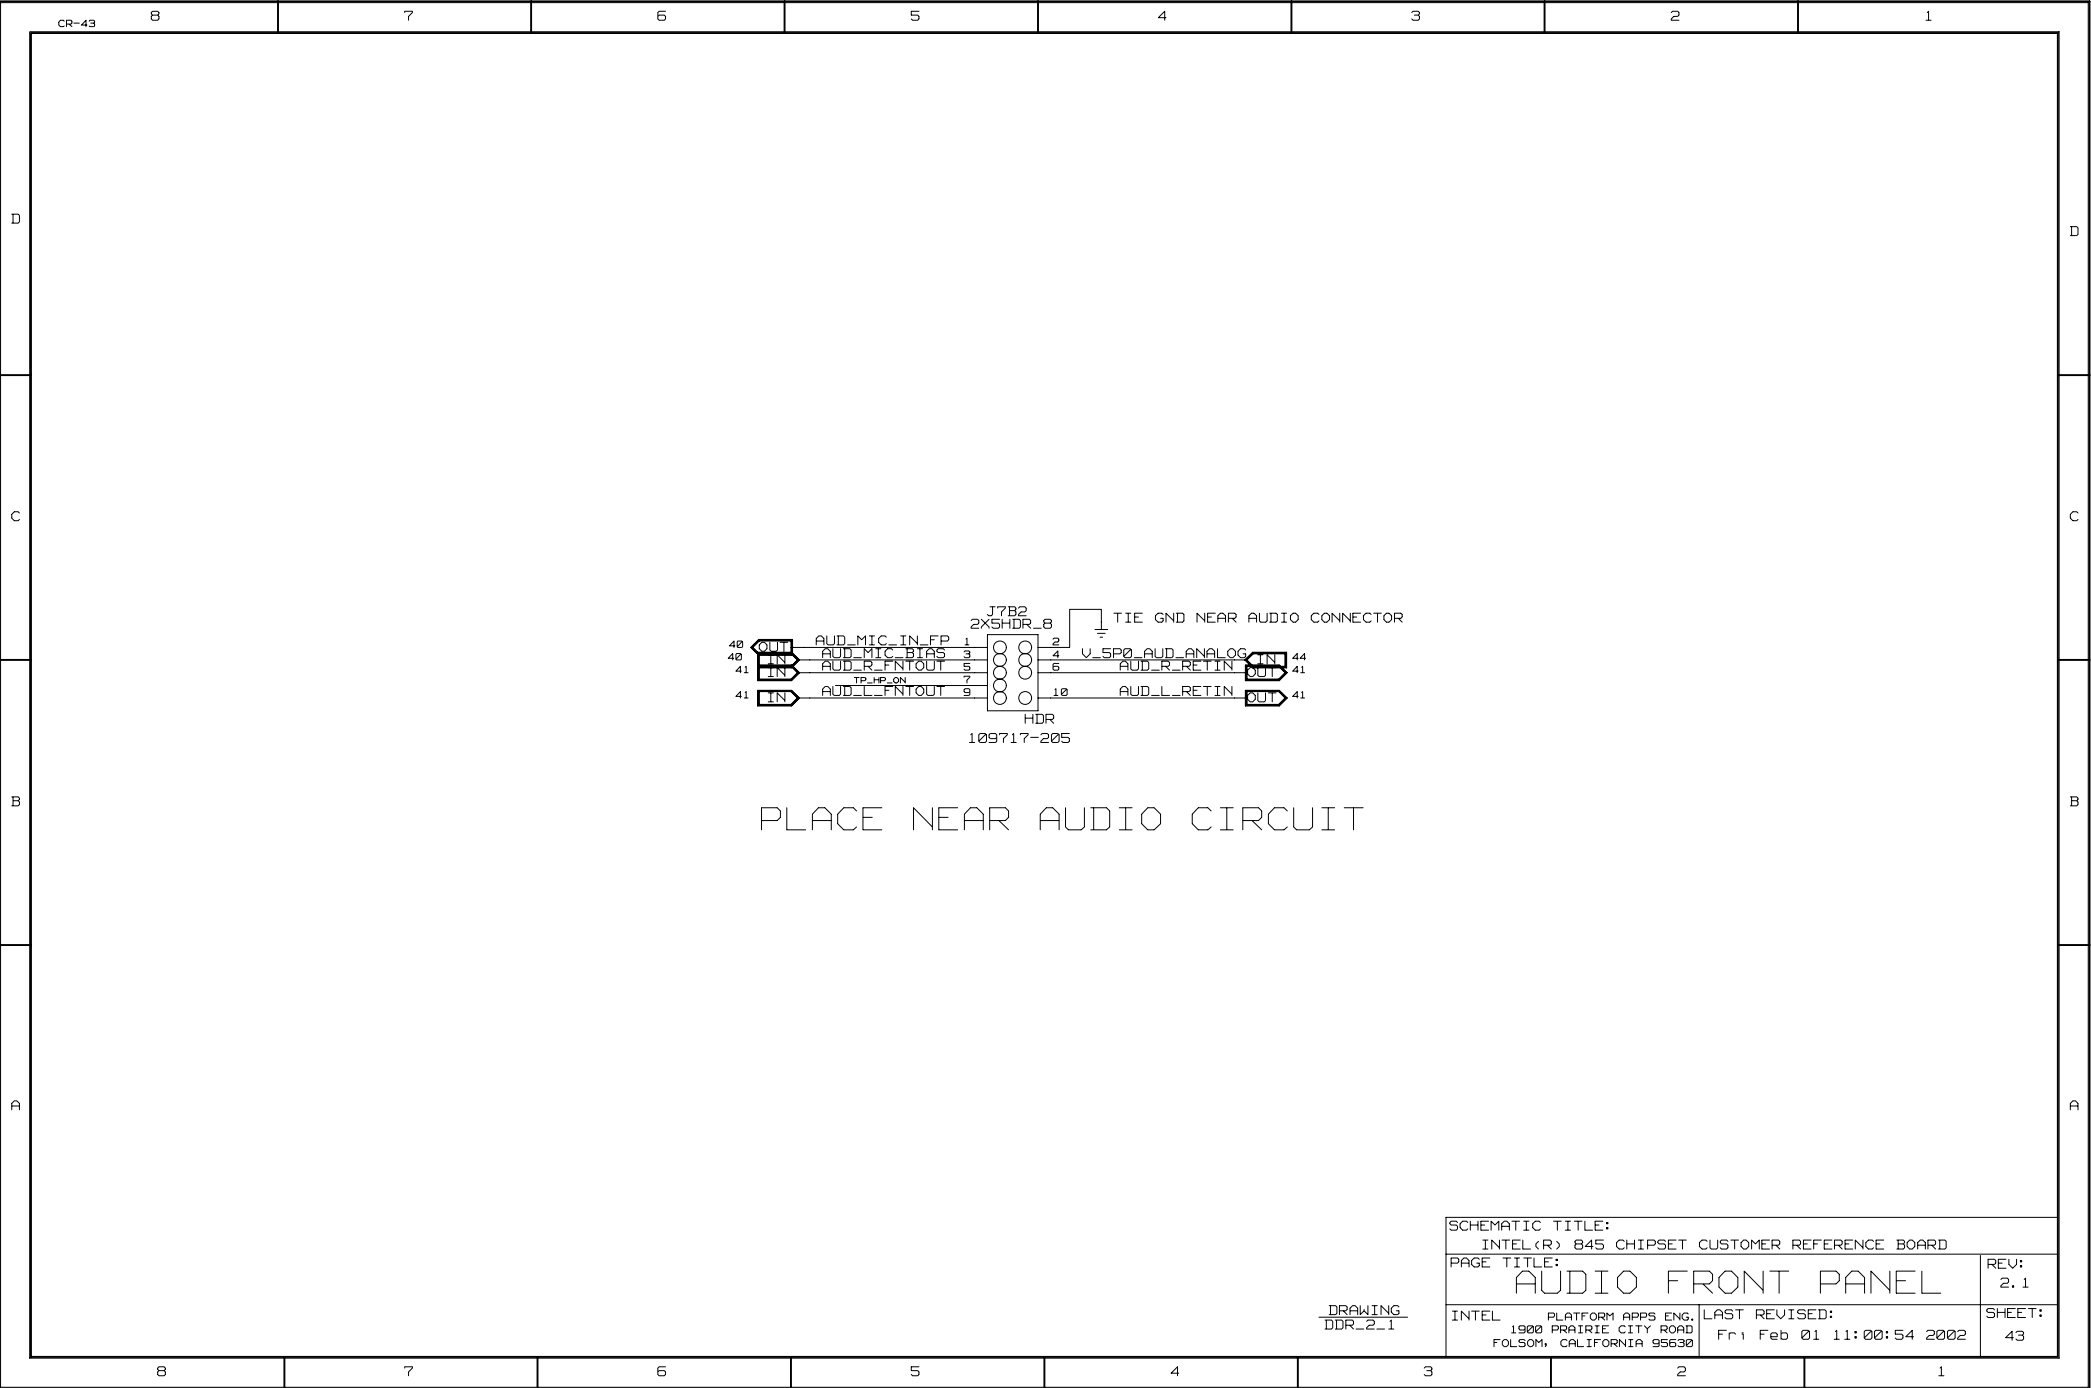 CR-43
8 7 6 5 4 3 2 1
D D
C C
B B
A A
J7B2
2X5HDR_8
TIE GND NEAR AUDIO CONNECTOR
40 OUT AUD_MIC_IN_FP 1 2
40 IN AUD_MIC_BIAS 3 4 V_5P0_AUD_ANALOG IN 44
41 IN AUD_R_FNTOUT 5 6 AUD_R_RETIN OUT 41
TP_HP_ON 7
41 IN AUD_L_FNTOUT 9 10 AUD_L_RETIN OUT 41
HDR
109717-205
PLACE NEAR AUDIO CIRCUIT
DRAWING
DDR_2_1
SCHEMATIC TITLE:
INTEL(R) 845 CHIPSET CUSTOMER REFERENCE BOARD
PAGE TITLE:
AUDIO FRONT PANEL
REV:
2.1
INTEL PLATFORM APPS ENG.
1900 PRAIRIE CITY ROAD
FOLSOM, CALIFORNIA 95630
LAST REVISED:
Fri Feb 01 11:00:54 2002
SHEET:
43
8 7 6 5 4 3 2 1